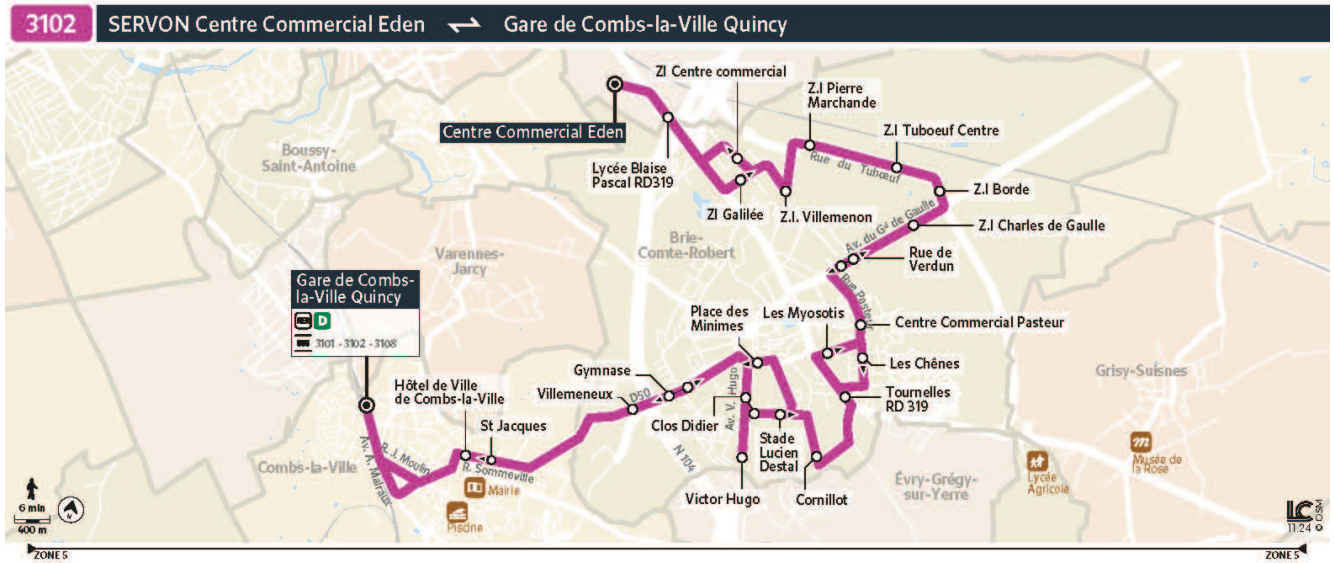 3102 SERVON Centre Commercial Eden Gare de Combs-la-Ville Quincy
ZI Centre commercial
Z.I Pierre
Marchande
Centre Commercial Eden
Z.I Tuboeuf Centre
Boussy-
Saint-Antoine
Lycée Blaise
Pascal RD319
Rue du Tubœuf
Z.I Borde
ZI Galilée
Z.I. Villemenon
Av. du Gal de Gaulle
Z.I Charles de Gaulle
Brie-
Comte-Robert
Varennes-
Jarcy
Rue de
Verdun
Gare de Combs-
la-Ville Quincy
RER D
3101 - 3102 - 3108
Rue Pasteur
Place des
Minimes
Les Myosotis
Centre Commercial Pasteur
Les Chênes
Grisy-Suisnes
Gymnase
Hôtel de Ville
de Combs-la-Ville
Villemeneux
D50
Av. V. Hugo
Tournelles
RD 319
St Jacques
Clos Didier
Stade
Lucien
Destal
N 104
Av. A. Malraux
R. J. Moulin
R. Sommeville
Combs-la-Ville
Mairie
Piscine
Victor Hugo
Cornillot
Évry-Grégy-
sur-Yerre
Lycée
Agricole
m
Musée de
la Rose
6 min
400 m
N
LC
11.24 © OSM
ZONE 5
ZONE 5